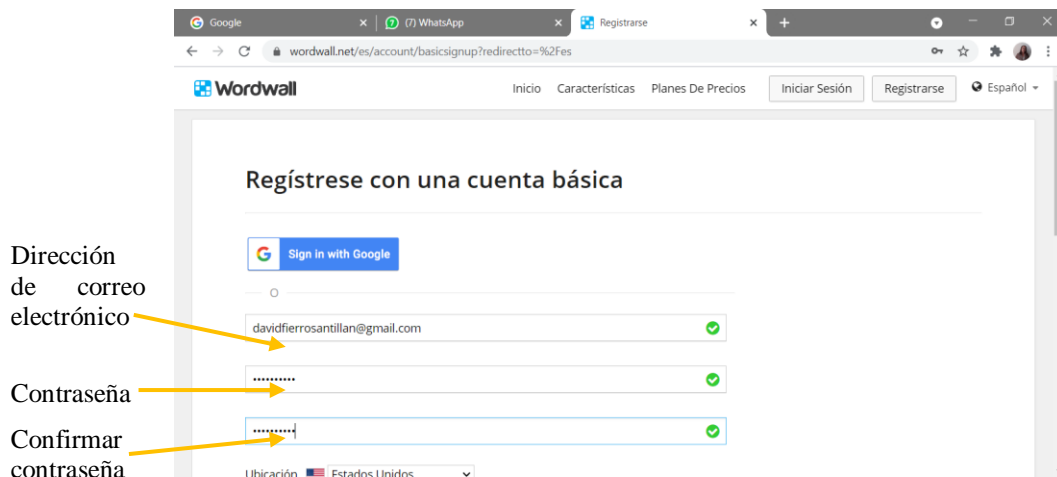 Google
(7) WhatsApp
Registrarse
wordwall.net/es/account/basicsignup?redirectto=%2Fes
Wordwall
Inicio Características Planes De Precios Iniciar Sesión Registrarse Español
Regístrese con una cuenta básica
G Sign in with Google
O
davidfierrosantillan@gmail.com
Dirección
de correo
electrónico
Contraseña
Confirmar
contraseña
Ubicación Estados Unidos